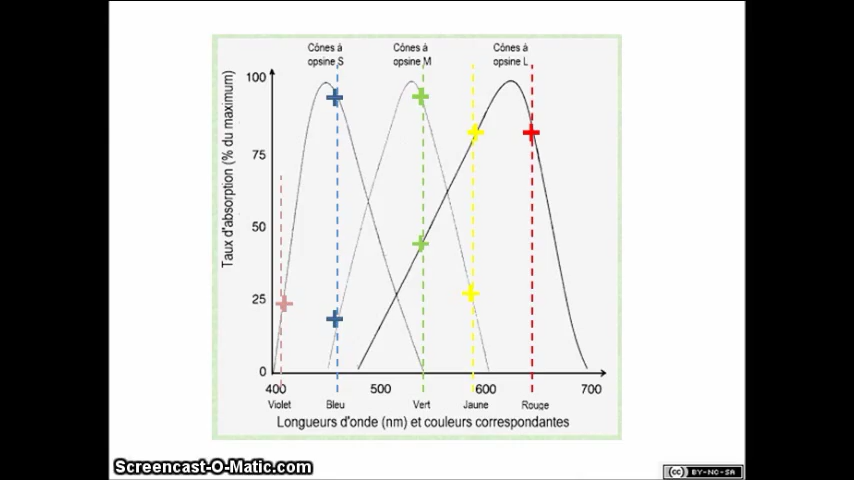 Cônes à
opsine S
Cônes à
opsine M
Cônes à
opsine L
Taux d'absorption (% du maximum)
100
75
50
25
0
400
500
600
700
Violet
Bleu
Vert
Jaune
Rouge
Longueurs d'onde (nm) et couleurs correspondantes
Screencast-O-Matic.com
cc BY-NC-SA